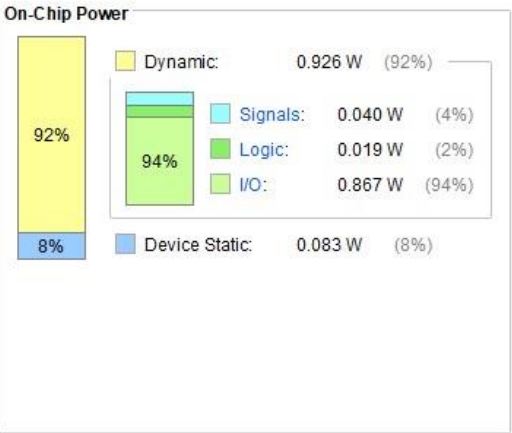 On-Chip Power
92%
8%
Dynamic: 0.926 W (92%)
94%
Signals: 0.040 W (4%)
Logic: 0.019 W (2%)
I/O: 0.867 W (94%)
Device Static: 0.083 W (8%)